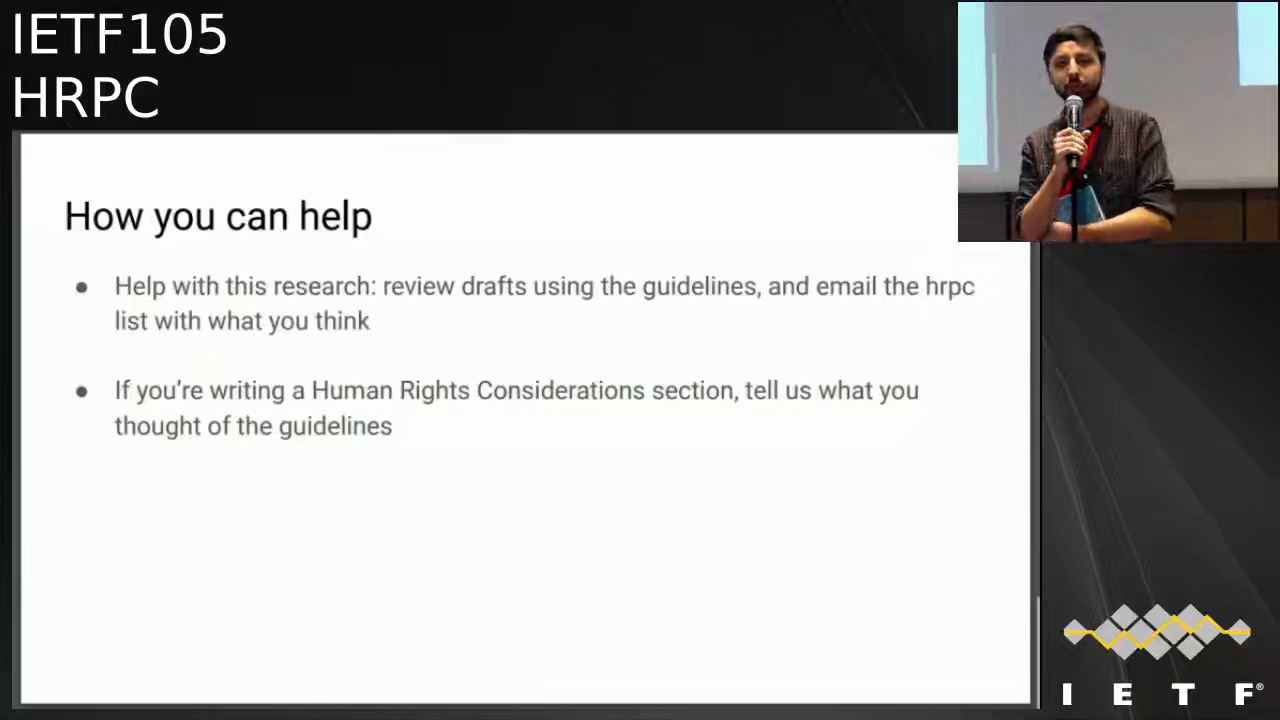 IETF105
HRPC
How you can help
● Help with this research: review drafts using the guidelines, and email the hrpc
list with what you think
● If you’re writing a Human Rights Considerations section, tell us what you
thought of the guidelines
I E T F®